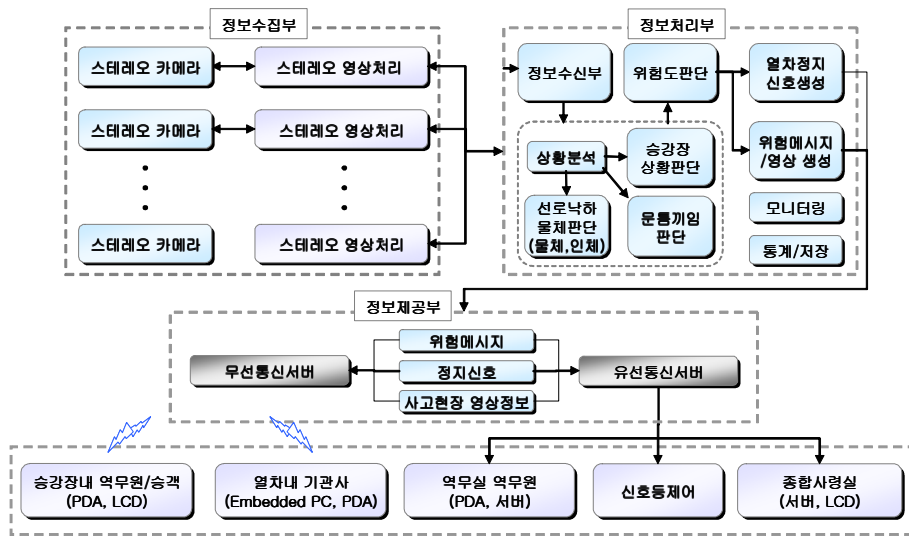 정보수집부
스테레오 카메라
스테레오 영상처리
스테레오 카메라
스테레오 영상처리
스테레오 카메라
스테레오 영상처리
정보처리부
정보수신부
위험도판단
열차정지
신호생성
상황분석
승강장
상황판단
위험메시지
/영상 생성
선로낙하
물체판단
(물체,인체)
문틈끼임
판단
모니터링
통계/저장
정보제공부
무선통신서버
위험메시지
정지신호
사고현장 영상정보
유선통신서버
승강장내 역무원/승객
(PDA, LCD)
열차내 기관사
(Embedded PC, PDA)
역무실 역무원
(PDA, 서버)
신호등제어
종합사령실
(서버, LCD)